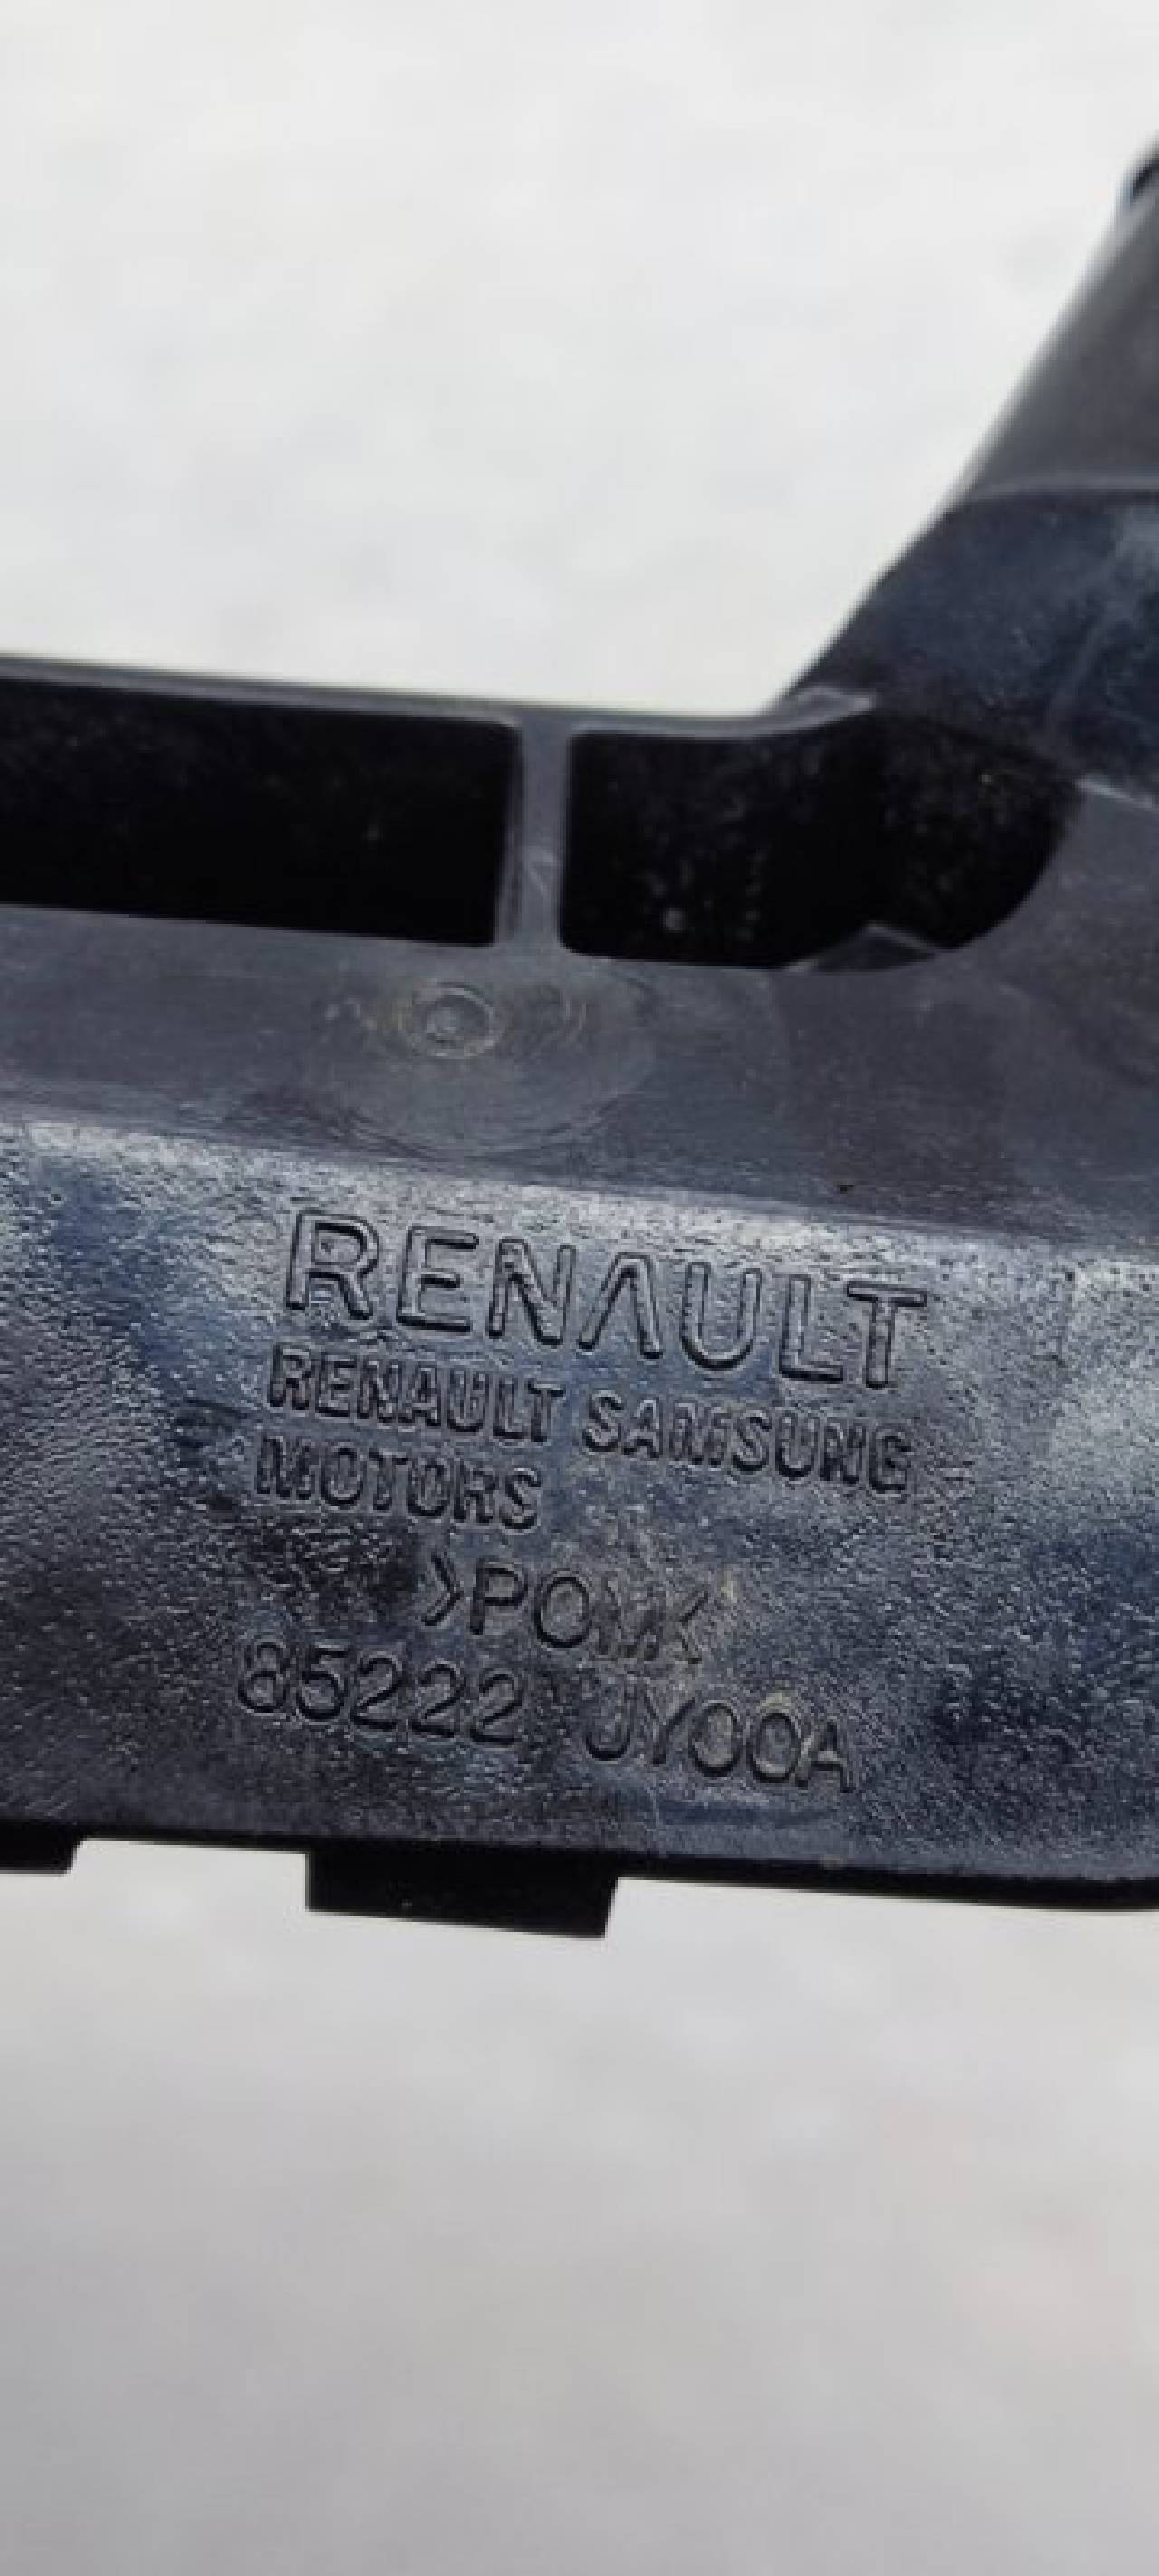 RENAULT
RENAULT SAMSUNG
MOTORS
>POM<
85222 JY00A